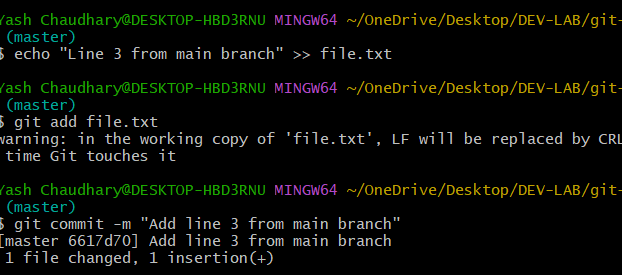 Yash Chaudhary@DESKTOP-HBD3RNU MINGW64 ~/OneDrive/Desktop/DEV-LAB/git-
(master)
$ echo "Line 3 from main branch" >> file.txt
Yash Chaudhary@DESKTOP-HBD3RNU MINGW64 ~/OneDrive/Desktop/DEV-LAB/git-
(master)
$ git add file.txt
warning: in the working copy of 'file.txt', LF will be replaced by CRL
time Git touches it
Yash Chaudhary@DESKTOP-HBD3RNU MINGW64 ~/OneDrive/Desktop/DEV-LAB/git-
(master)
$ git commit -m "Add line 3 from main branch"
[master 6617d70] Add line 3 from main branch
1 file changed, 1 insertion(+)